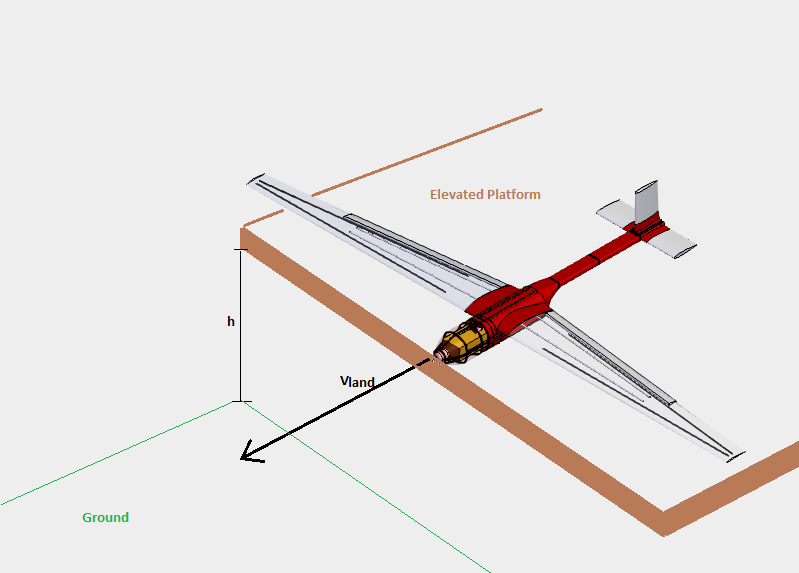 Elevated Platform
h
Vland
Ground